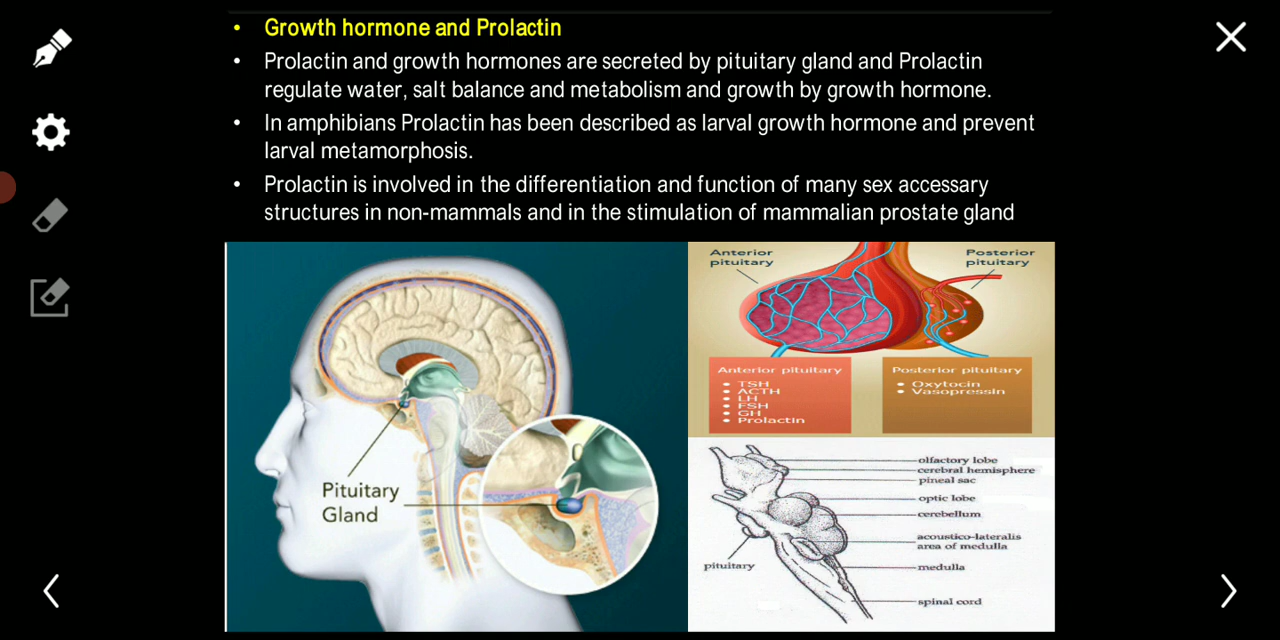 • Growth hormone and Prolactin
• Prolactin and growth hormones are secreted by pituitary gland and Prolactin
regulate water, salt balance and metabolism and growth by growth hormone.
• In amphibians Prolactin has been described as larval growth hormone and prevent
larval metamorphosis.
• Prolactin is involved in the differentiation and function of many sex accessary
structures in non-mammals and in the stimulation of mammalian prostate gland
Pituitary
Gland
Anterior
pituitary
Posterior
pituitary
Anterior pituitary
• TSH
• ACTH
• LH
• FSH
• GH
• Prolactin
Posterior pituitary
• Oxytocin
• Vasopressin
olfactory lobe
cerebral hemisphere
pineal sac
optic lobe
cerebellum
acoustico-lateralis
area of medulla
pituitary
medulla
spinal cord